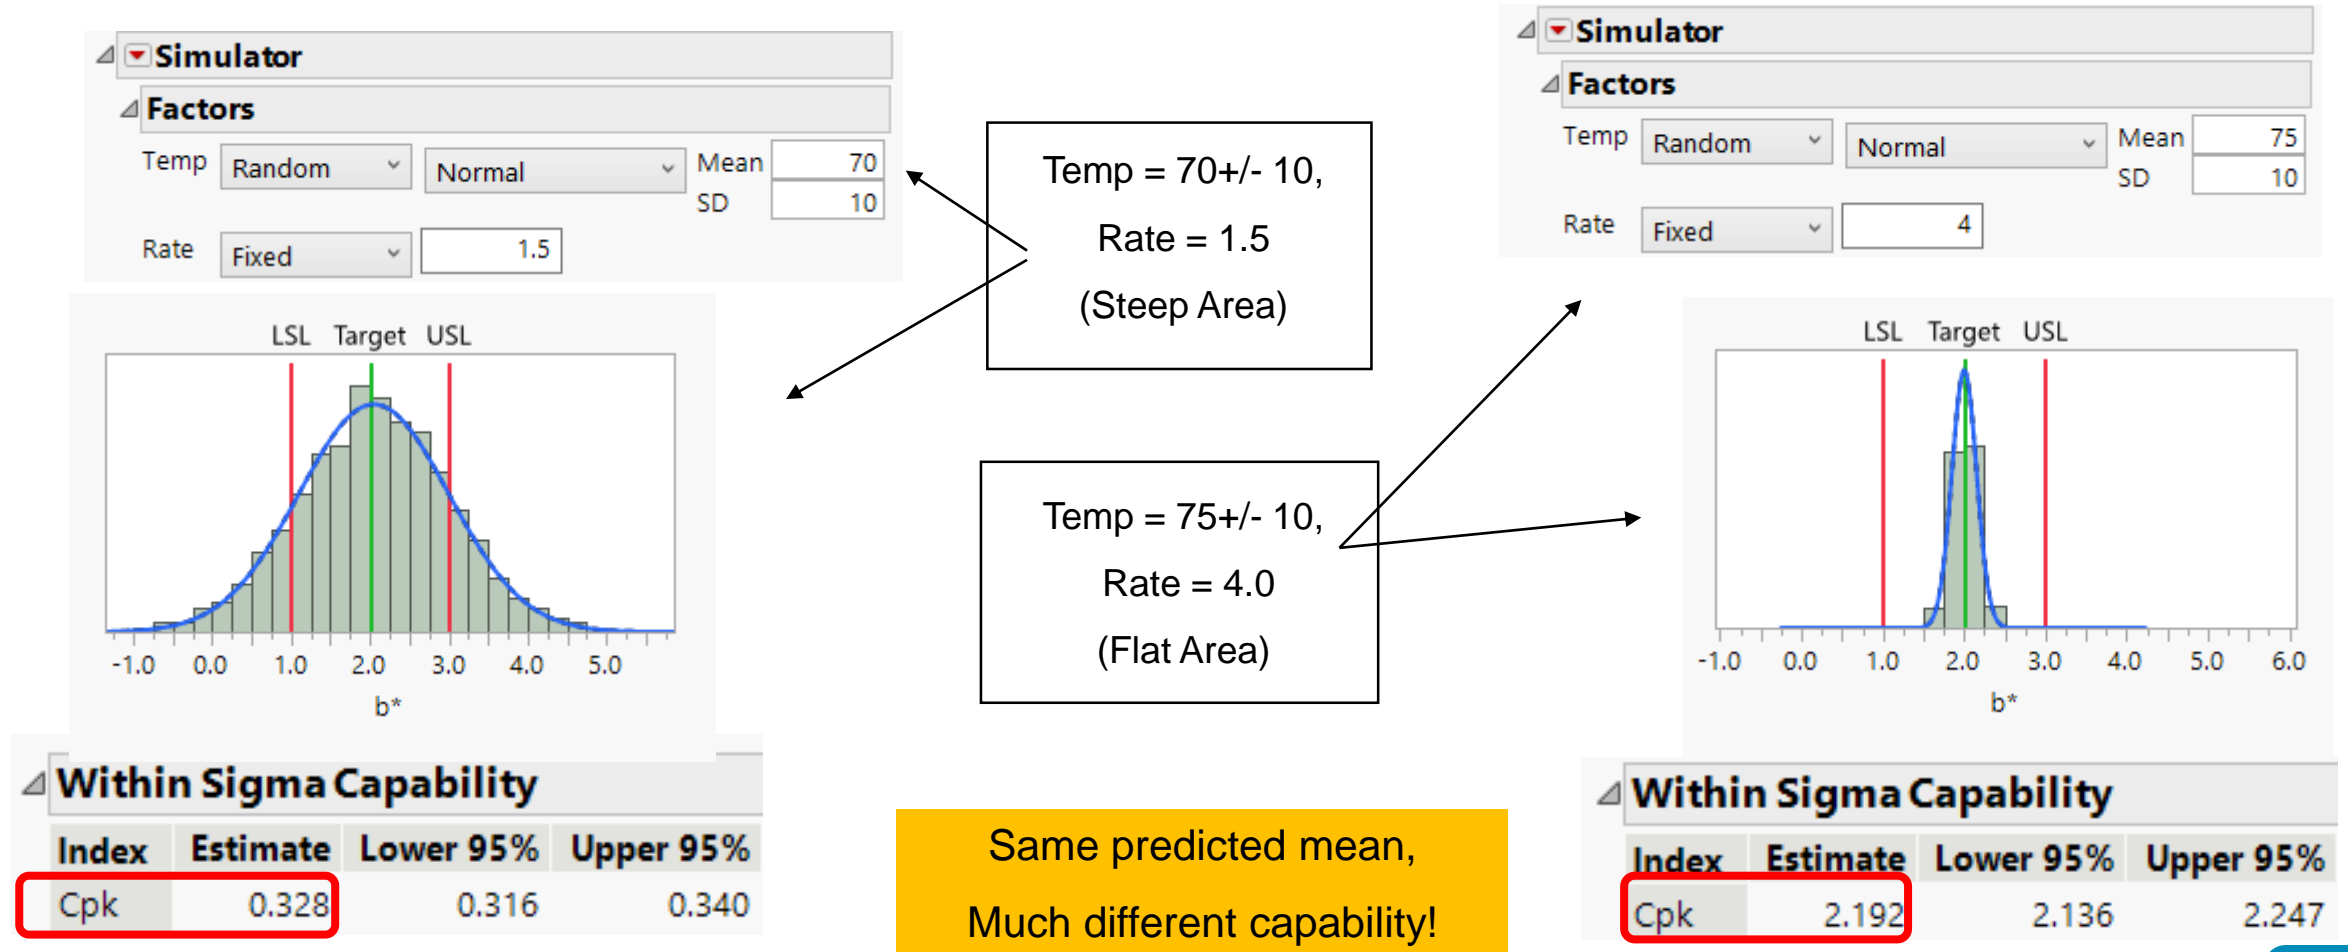 Simulator
Factors
Temp Random Normal Mean 70
SD 10
Rate Fixed 1.5
LSL Target USL
-1.0 0.0 1.0 2.0 3.0 4.0 5.0
b*
Within Sigma Capability
Index Estimate Lower 95% Upper 95%
Cpk 0.328 0.316 0.340
Temp = 70+/- 10,
Rate = 1.5
(Steep Area)
Temp = 75+/- 10,
Rate = 4.0
(Flat Area)
Same predicted mean,
Much different capability!
Simulator
Factors
Temp Random Normal Mean 75
SD 10
Rate Fixed 4
LSL Target USL
-1.0 0.0 1.0 2.0 3.0 4.0 5.0 6.0
b*
Within Sigma Capability
Index Estimate Lower 95% Upper 95%
Cpk 2.192 2.136 2.247